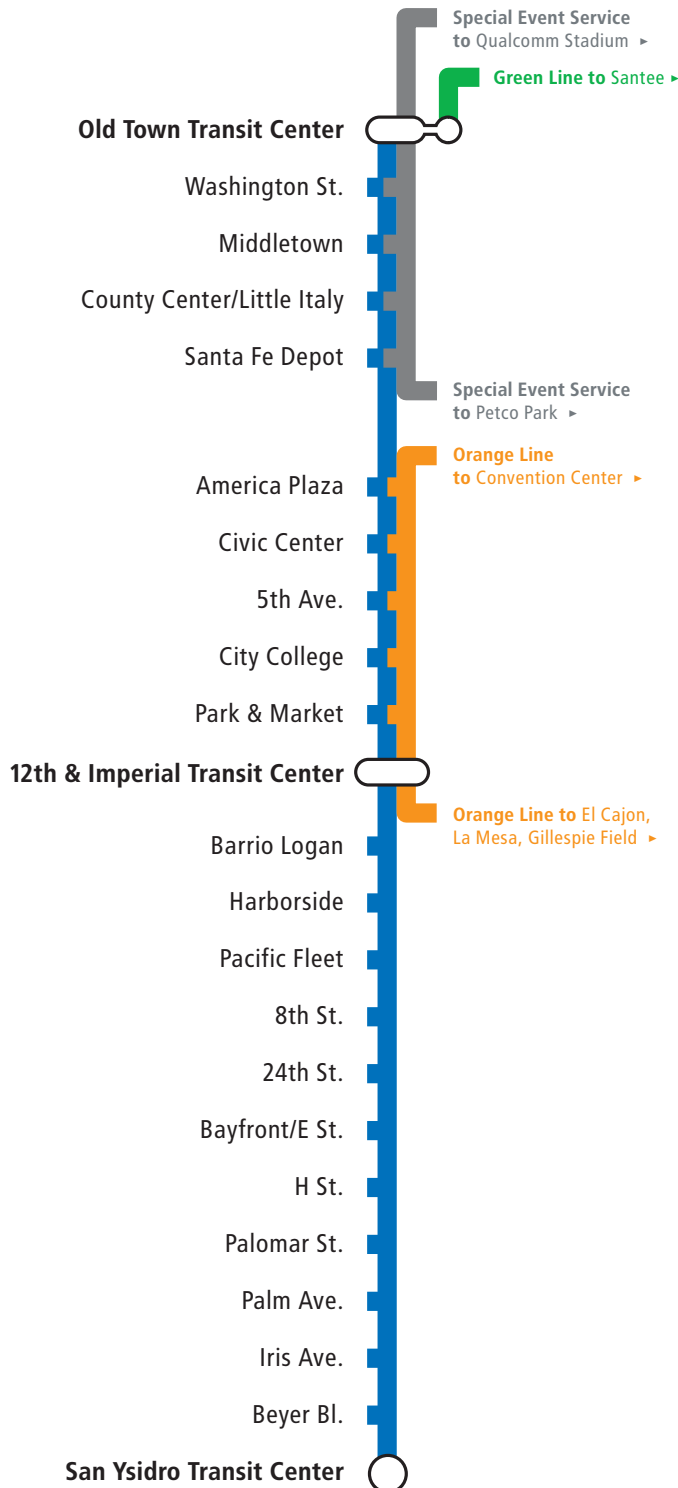 Special Event Service
to Qualcomm Stadium ►
Green Line to Santee ►
Old Town Transit Center
Washington St.
Middletown
County Center/Little Italy
Santa Fe Depot
Special Event Service
to Petco Park ►
Orange Line
to Convention Center ►
America Plaza
Civic Center
5th Ave.
City College
Park & Market
12th & Imperial Transit Center
Orange Line to El Cajon,
La Mesa, Gillespie Field ►
Barrio Logan
Harborside
Pacific Fleet
8th St.
24th St.
Bayfront/E St.
H St.
Palomar St.
Palm Ave.
Iris Ave.
Beyer Bl.
San Ysidro Transit Center